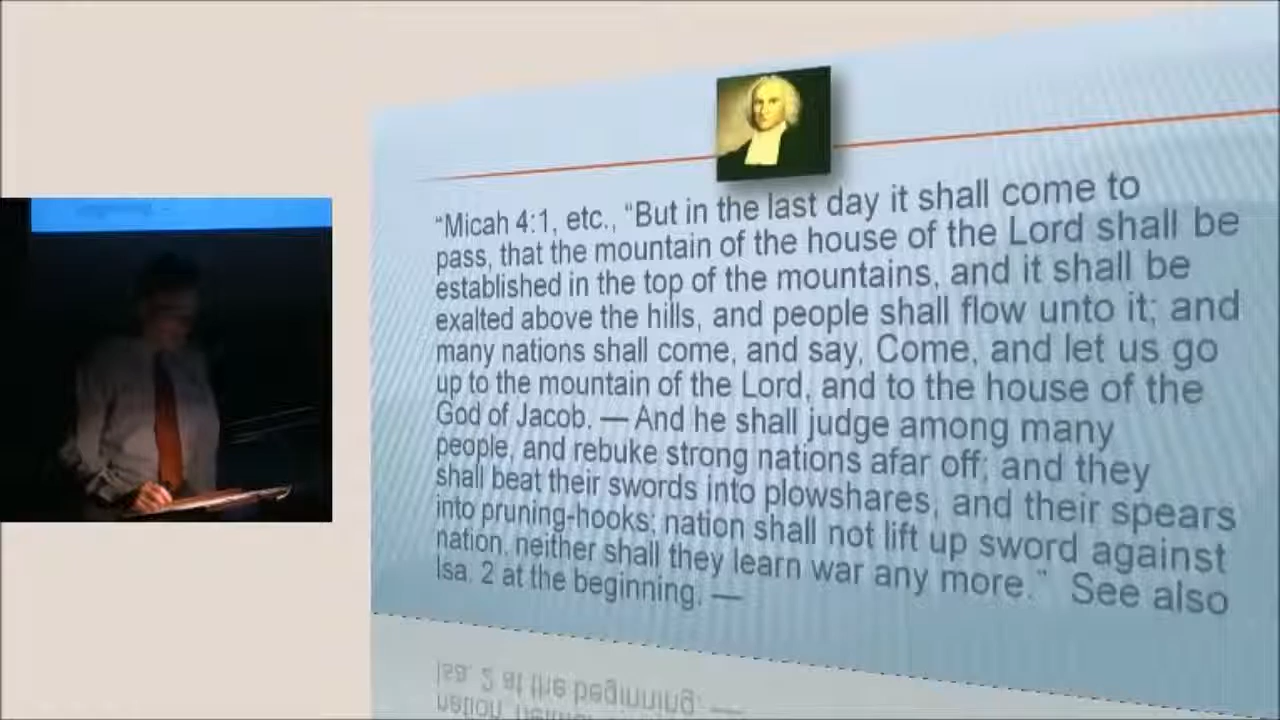 “Micah 4:1, etc., “But in the last day it shall come to
pass, that the mountain of the house of the Lord shall be
established in the top of the mountains, and it shall be
exalted above the hills, and people shall flow unto it; and
many nations shall come, and say, Come, and let us go
up to the mountain of the Lord, and to the house of the
God of Jacob. — And he shall judge among many
people, and rebuke strong nations afar off; and they
shall beat their swords into plowshares, and their spears
into pruning-hooks; nation shall not lift up sword against
nation, neither shall they learn war any more.” See also
Isa. 2 at the beginning. —